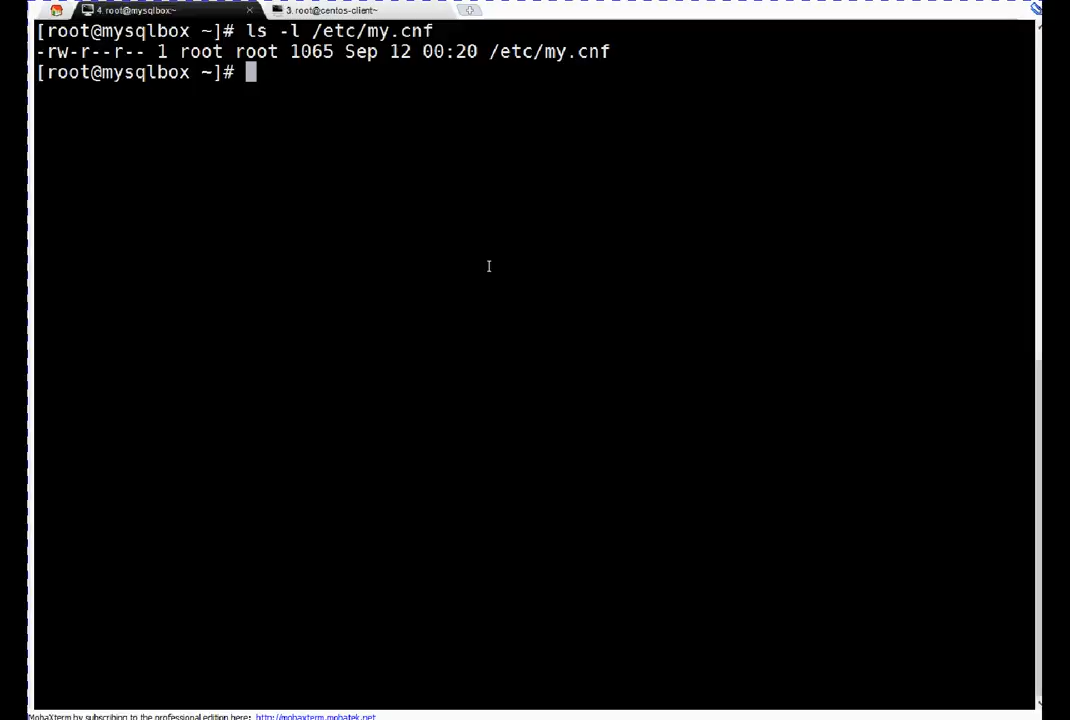 4. root@mysqlbox:~
3. root@centos-client:~
[root@mysqlbox ~]# ls -l /etc/my.cnf
-rw-r--r-- 1 root root 1065 Sep 12 00:20 /etc/my.cnf
[root@mysqlbox ~]#
MobaXterm by subscribing to the professional edition here: http://mobaxterm.mobatek.net